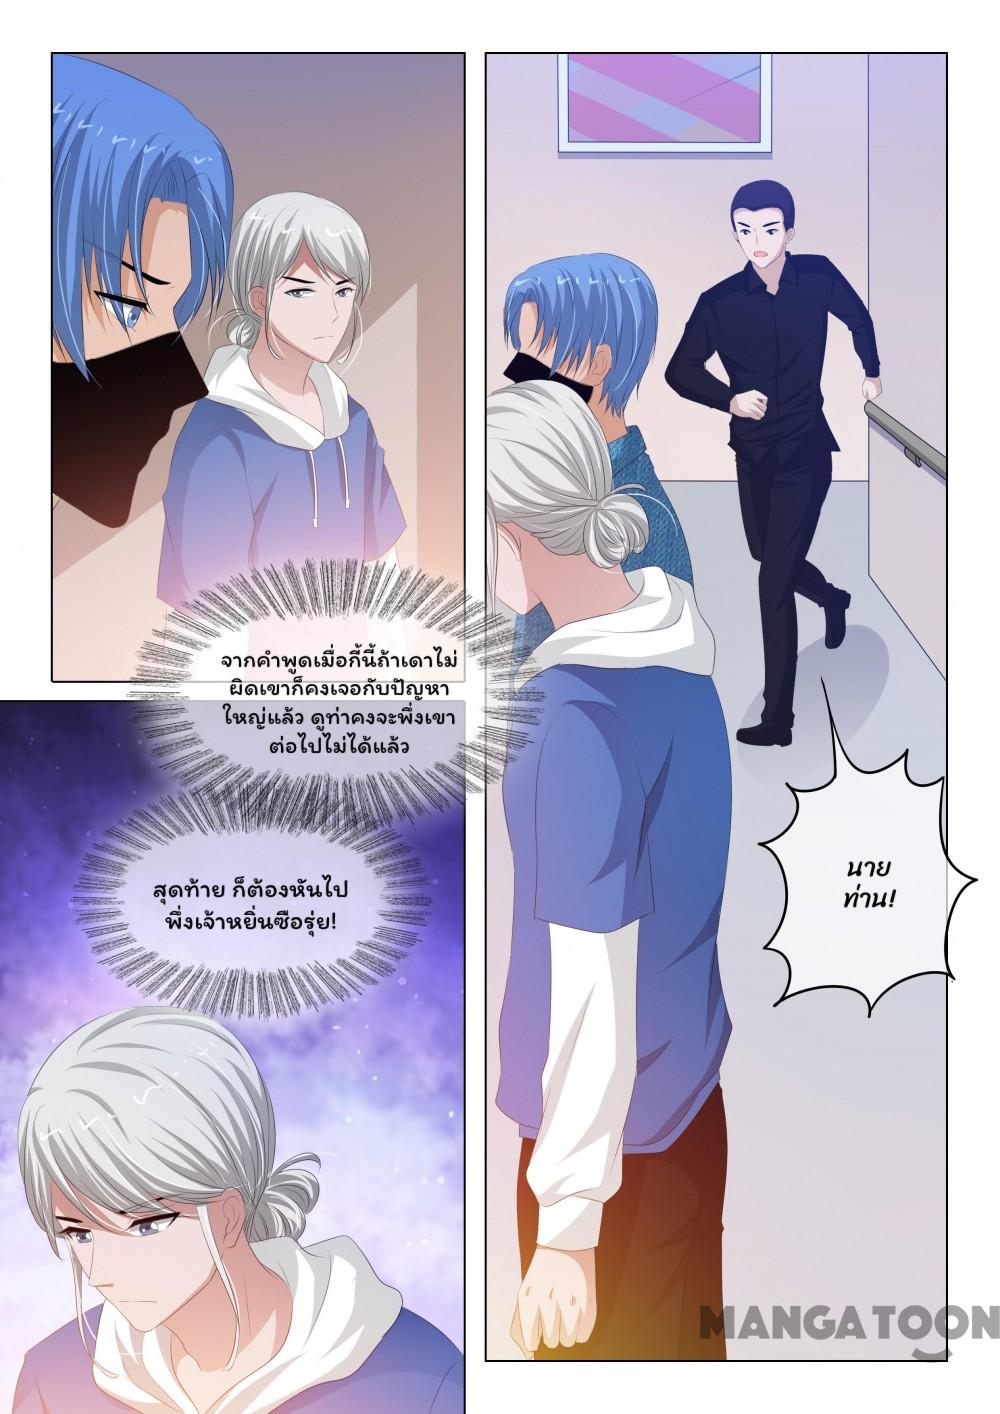 จากคำพูดเมื่อกี้นี้ถ้าเดาไม่
ผิดเขาก็คงเจอกับปัญหา
ใหญ่แล้ว ดูท่าคงจะพึ่งเขา
ต่อไปไม่ได้แล้ว
สุดท้าย ก็ต้องหันไป
พึ่งเจ้าหยิ่นซือรุ่ย!
นาย
ท่าน!
MANGATOON